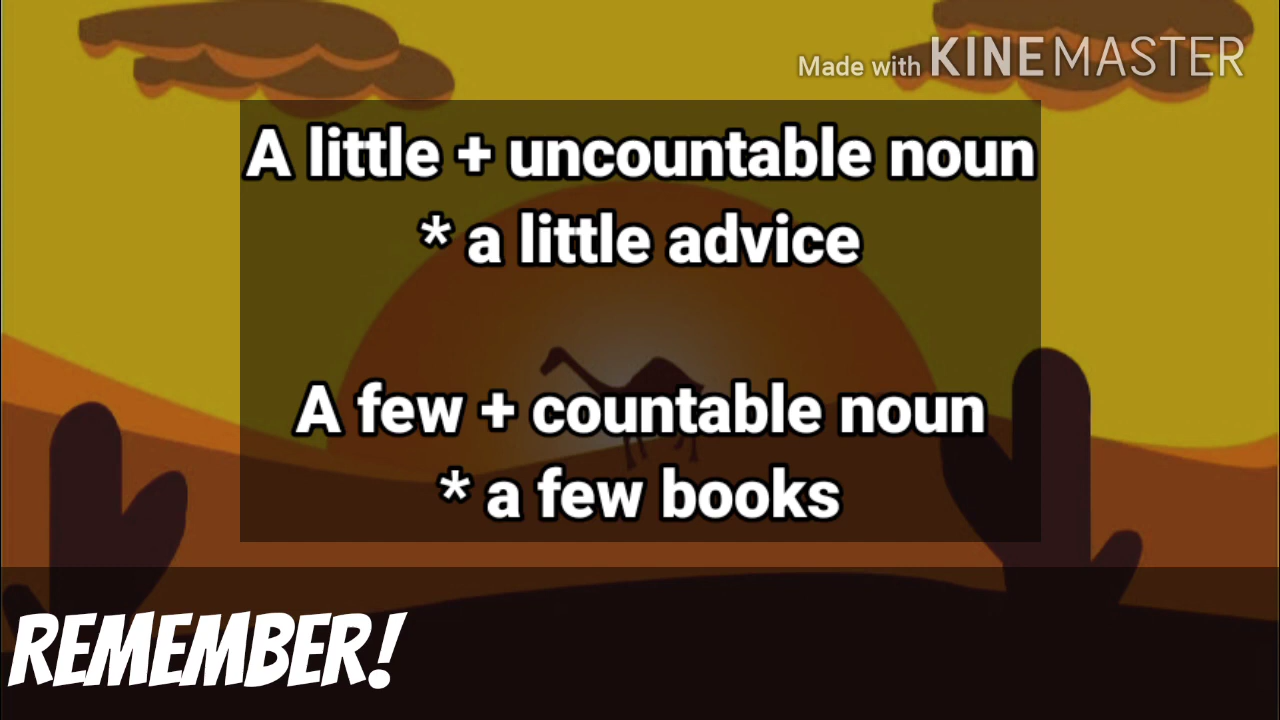 Made with KINEMASTER
A little + uncountable noun
* a little advice
A few + countable noun
* a few books
REMEMBER!